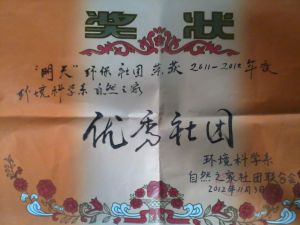 奖状
“明天”环保社团荣获2011-2012年度
环境科学系自然之家
优秀社团
环境科学系
自然之家社团联合会
2012年11月3日